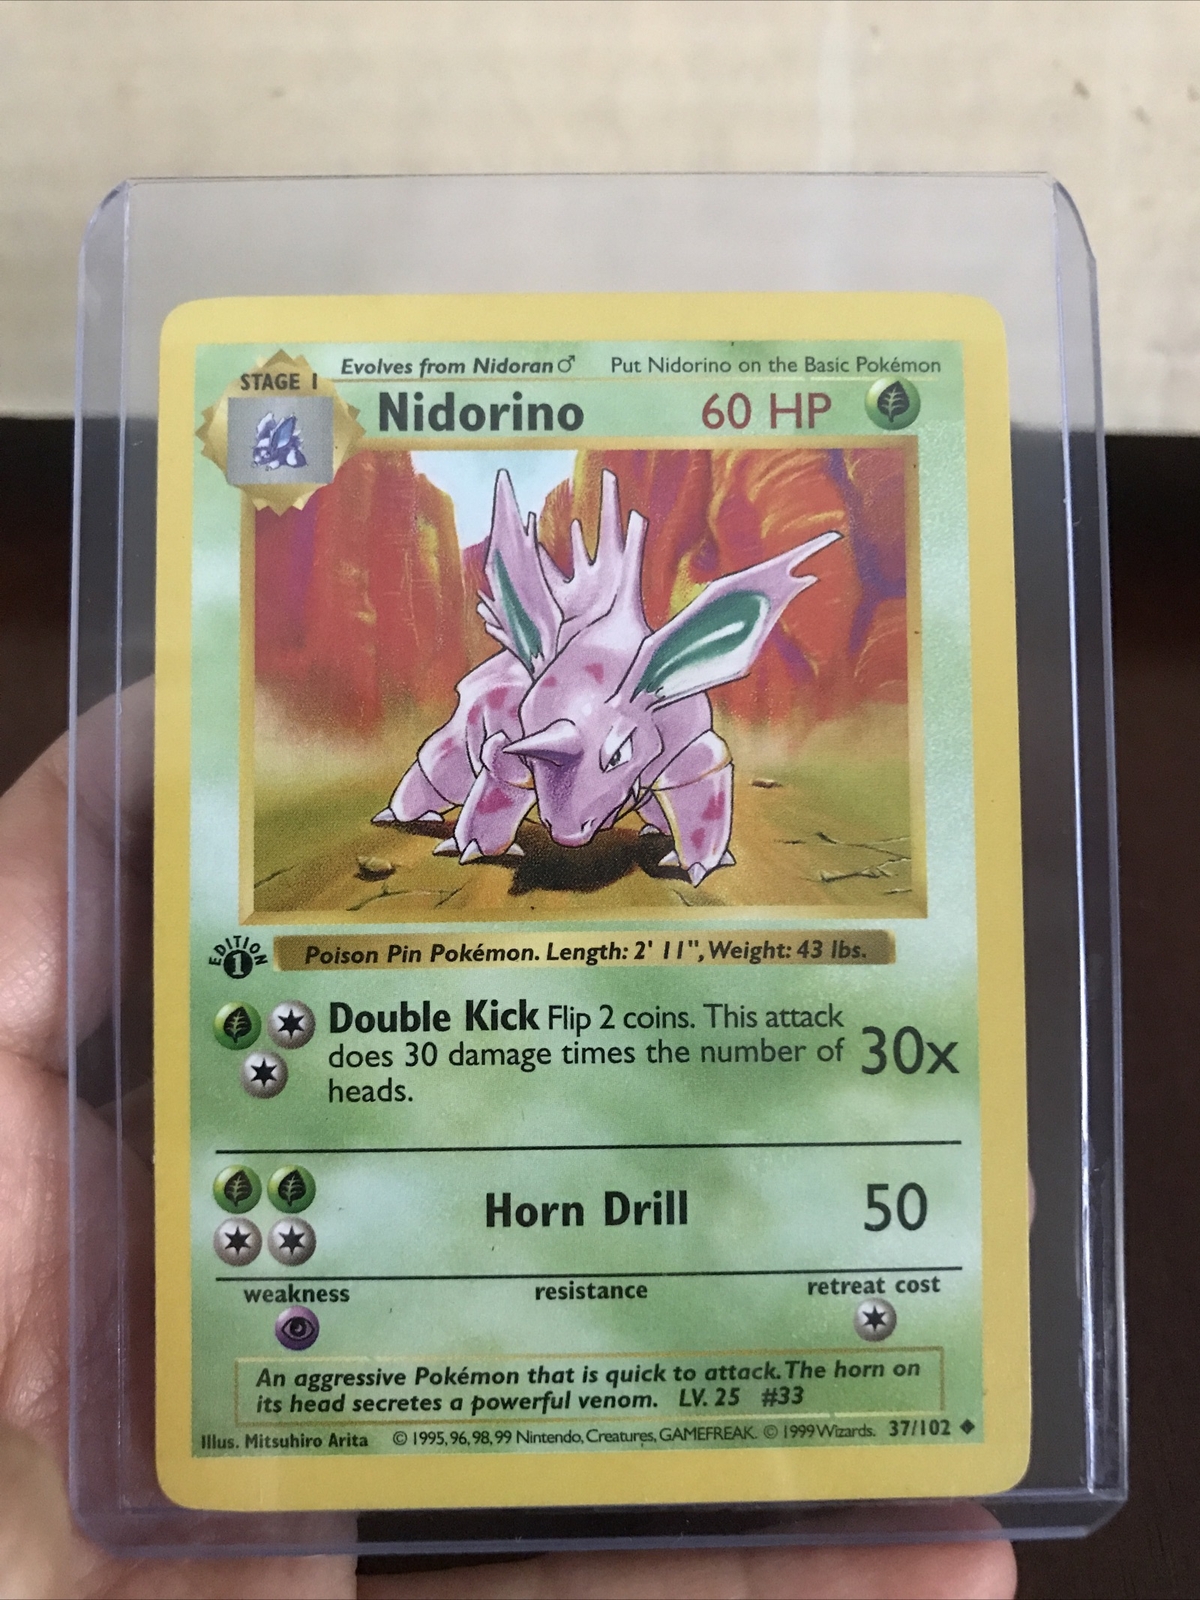 Evolves from Nidoran♂ Put Nidorino on the Basic Pokémon
STAGE 1
Nidorino 60 HP
EDITION
1
Poison Pin Pokémon. Length: 2' 11", Weight: 43 lbs.
Double Kick Flip 2 coins. This attack
does 30 damage times the number of
heads.
30x
Horn Drill 50
weakness resistance retreat cost
An aggressive Pokémon that is quick to attack. The horn on
its head secretes a powerful venom. LV. 25 #33
Illus. Mitsuhiro Arita © 1995, 96, 98, 99 Nintendo, Creatures, GAMEFREAK. © 1999 Wizards. 37/102 ◆